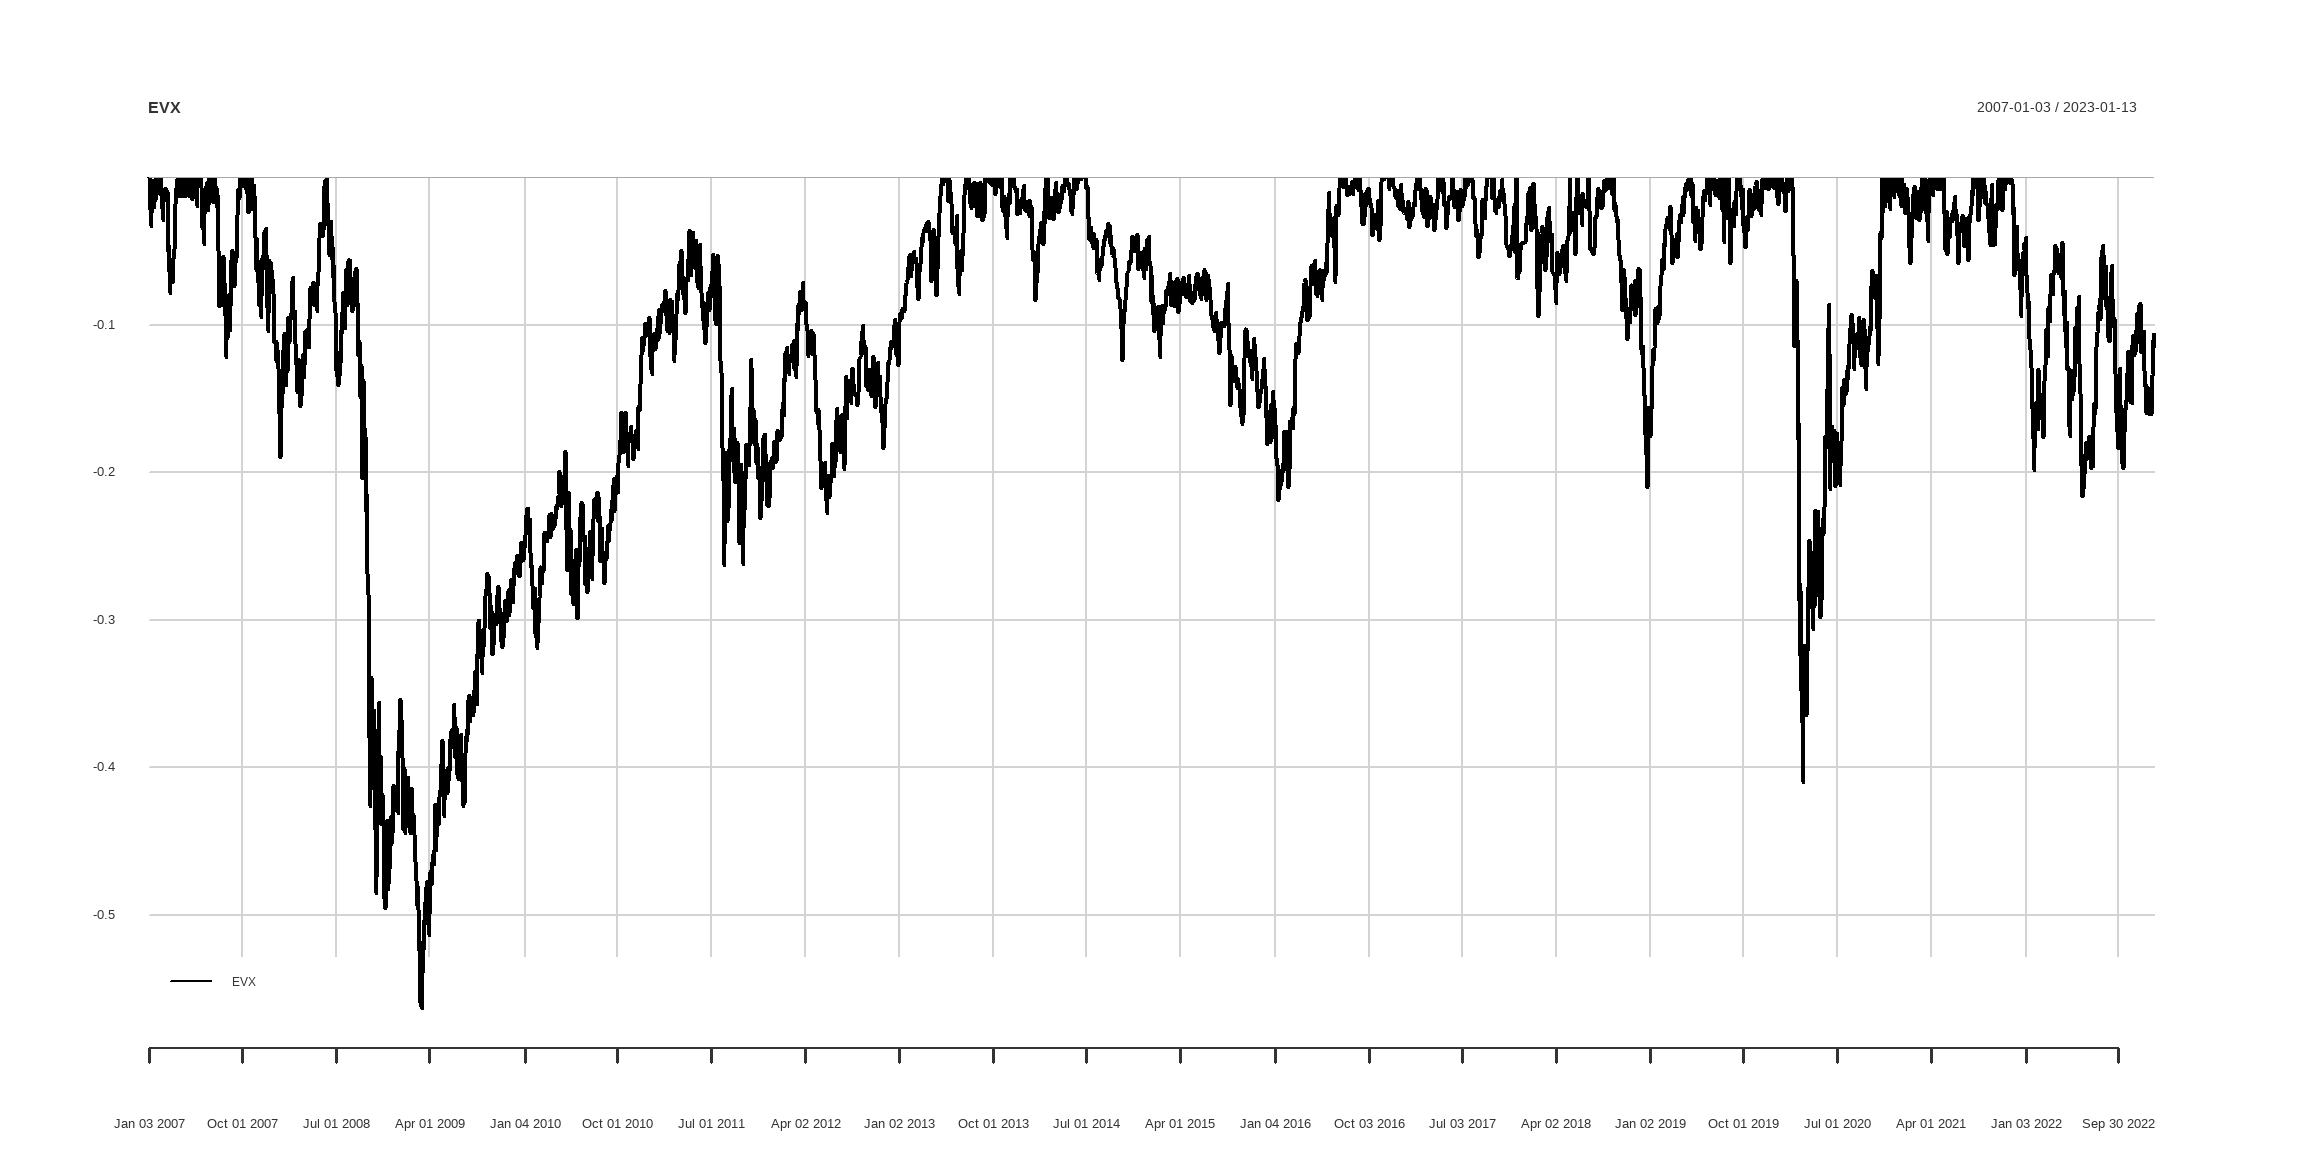 EVX
2007-01-03 / 2023-01-13
-0.1
-0.2
-0.3
-0.4
-0.5
EVX
Jan 03 2007 Oct 01 2007 Jul 01 2008 Apr 01 2009 Jan 04 2010 Oct 01 2010 Jul 01 2011 Apr 02 2012 Jan 02 2013 Oct 01 2013 Jul 01 2014 Apr 01 2015 Jan 04 2016 Oct 03 2016 Jul 03 2017 Apr 02 2018 Jan 02 2019 Oct 01 2019 Jul 01 2020 Apr 01 2021 Jan 03 2022 Sep 30 2022